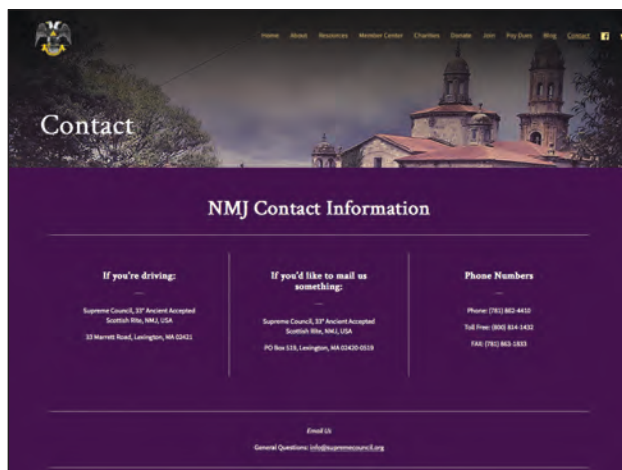 Home About Resources Member Center Charities Donate Join Pay Dues Blog Contact
Contact
NMJ Contact Information
If you're driving:
Supreme Council, 33° Ancient Accepted
Scottish Rite, NMJ, USA
33 Marrett Road, Lexington, MA 02421
If you'd like to mail us
something:
Supreme Council, 33° Ancient Accepted
Scottish Rite, NMJ, USA
PO Box 519, Lexington, MA 02420-0519
Phone Numbers
Phone: (781) 862-4410
Toll Free: (800) 814-1432
FAX: (781) 863-1833
Email Us
General Questions: info@supremecouncil.org